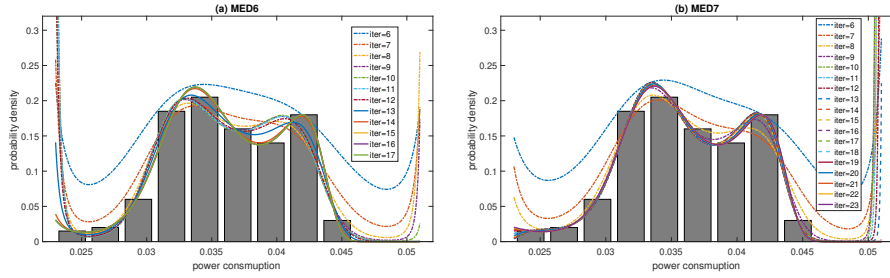 (a) MED6
0.3
0.25
0.2
0.15
0.1
0.05
0
probability density
0.025
0.03
0.035
0.04
0.045
0.05
power consmuption
iter=6
iter=7
iter=8
iter=9
iter=10
iter=11
iter=12
iter=13
iter=14
iter=15
iter=16
iter=17
(b) MED7
0.3
0.25
0.2
0.15
0.1
0.05
0
probability density
0.025
0.03
0.035
0.04
0.045
0.05
power consmuption
iter=6
iter=7
iter=8
iter=9
iter=10
iter=11
iter=12
iter=13
iter=14
iter=15
iter=16
iter=17
iter=18
iter=19
iter=20
iter=21
iter=22
iter=23